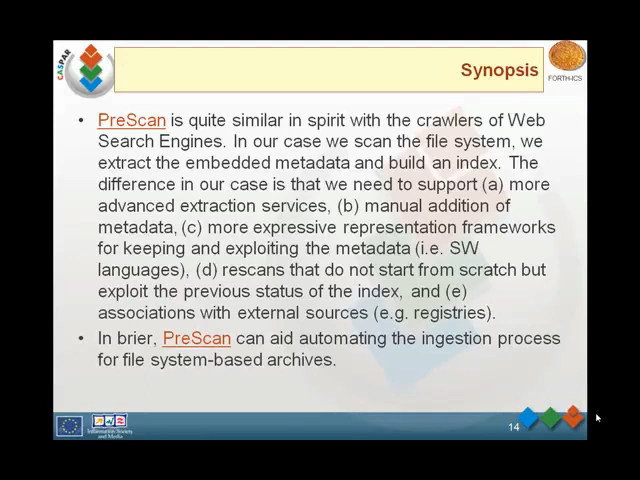 CASPAR
Synopsis
FORTH-ICS
• PreScan is quite similar in spirit with the crawlers of Web
Search Engines. In our case we scan the file system, we
extract the embedded metadata and build an index. The
difference in our case is that we need to support (a) more
advanced extraction services, (b) manual addition of
metadata, (c) more expressive representation frameworks
for keeping and exploiting the metadata (i.e. SW
languages), (d) rescans that do not start from scratch but
exploit the previous status of the index, and (e)
associations with external sources (e.g. registries).
• In brier, PreScan can aid automating the ingestion process
for file system-based archives.
Information Society
and Media
14